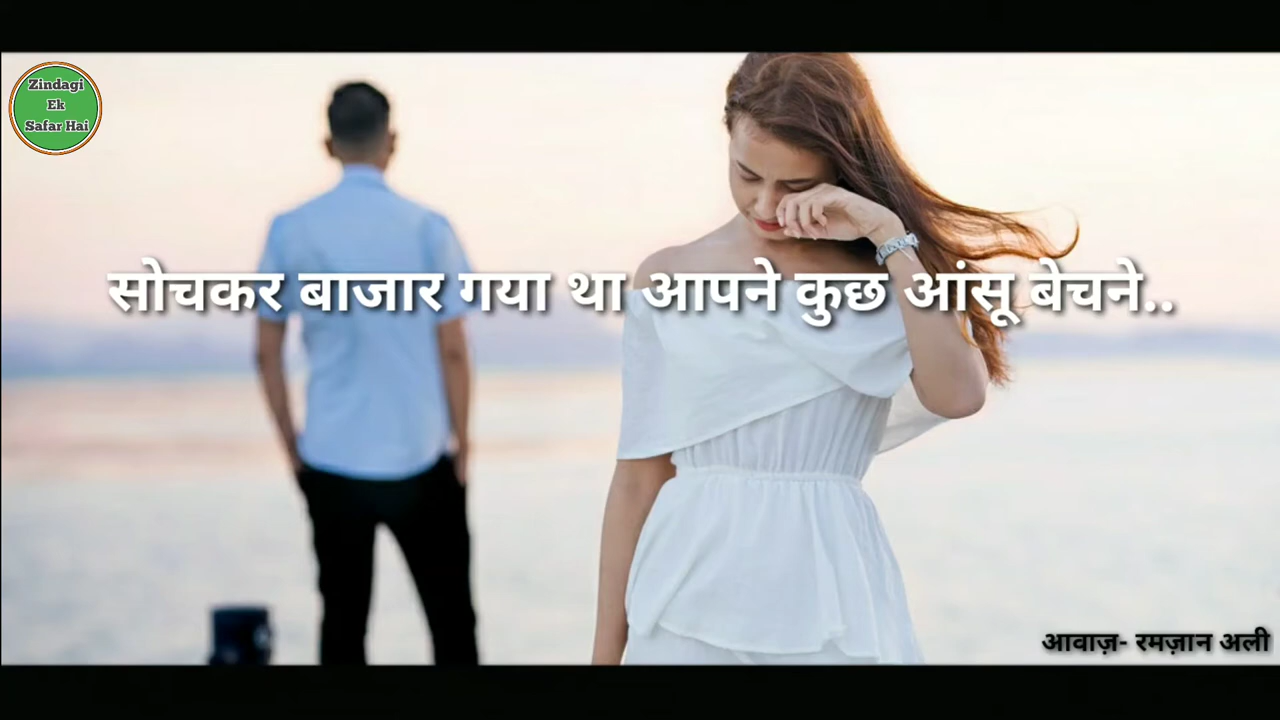 Zindagi
Ek
Safar Hai
सोचकर बाजार गया था आपने कुछ आंसू बेचने..
आवाज़- रमज़ान अली